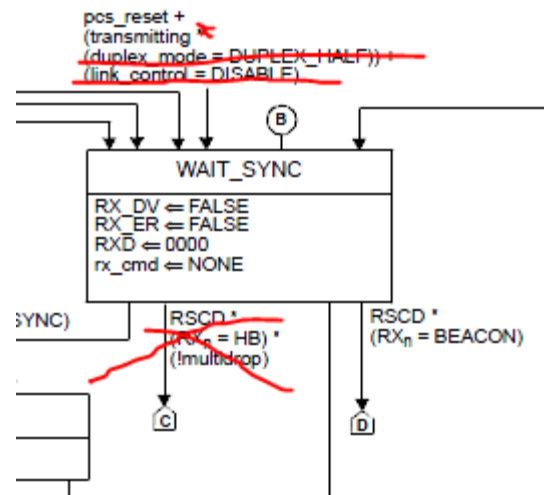 pcs_reset +
(transmitting *
(duplex_mode = DUPLEX_HALF)) +
(link_control = DISABLE)
B
WAIT_SYNC
RX_DV ⇐ FALSE
RX_ER ⇐ FALSE
RXD ⇐ 0000
rx_cmd ⇐ NONE
SYNC)
RSCD *
(RXn = HB) *
(!multidrop)
RSCD *
(RXn = BEACON)
C
D